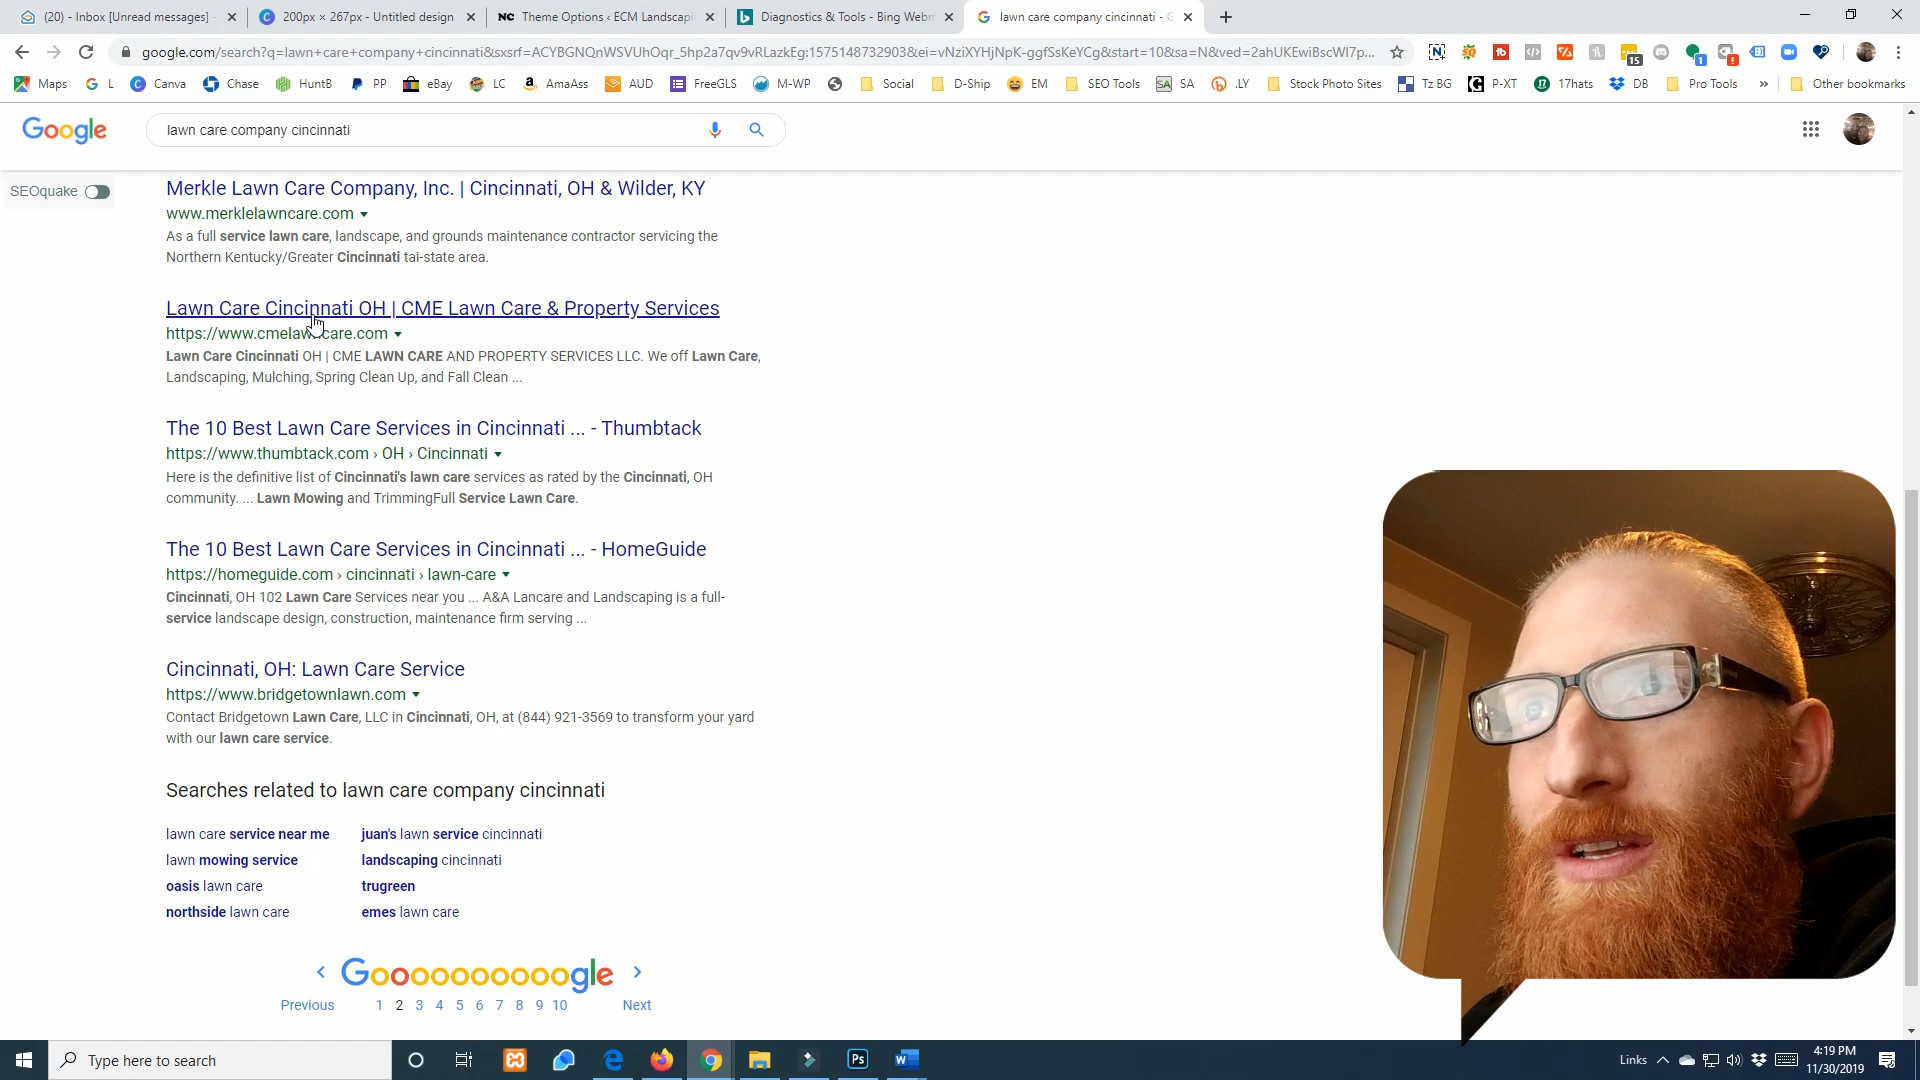 (20) - Inbox [Unread messages] -
200px × 267px - Untitled design
NC Theme Options ‹ ECM Landscapi
Diagnostics & Tools - Bing Webm
lawn care company cincinnati - G
google.com/search?q=lawn+care+company+cincinnati&sxsrf=ACYBGNQnWSVUhOqr_5hp2a7qv9vRLazkEg:1575148732903&ei=vNziXYHjNpK-ggfSsKeYCg&start=10&sa=N&ved=2ahUKEwiBscWI7p...
Maps G L Canva Chase HuntB PP eBay LC AmaAss AUD FreeGLS M-WP Social D-Ship EM SEO Tools SA SA .LY Stock Photo Sites Tz BG P-XT 17hats DB Pro Tools » Other bookmarks
Google
lawn care company cincinnati
SEOquake
Merkle Lawn Care Company, Inc. | Cincinnati, OH & Wilder, KY
www.merklelawncare.com
As a full service lawn care, landscape, and grounds maintenance contractor servicing the
Northern Kentucky/Greater Cincinnati tai-state area.
Lawn Care Cincinnati OH | CME Lawn Care & Property Services
https://www.cmelawncare.com
Lawn Care Cincinnati OH | CME LAWN CARE AND PROPERTY SERVICES LLC. We off Lawn Care,
Landscaping, Mulching, Spring Clean Up, and Fall Clean ...
The 10 Best Lawn Care Services in Cincinnati ... - Thumbtack
https://www.thumbtack.com › OH › Cincinnati
Here is the definitive list of Cincinnati's lawn care services as rated by the Cincinnati, OH
community. ... Lawn Mowing and TrimmingFull Service Lawn Care.
The 10 Best Lawn Care Services in Cincinnati ... - HomeGuide
https://homeguide.com › cincinnati › lawn-care
Cincinnati, OH 102 Lawn Care Services near you ... A&A Lancare and Landscaping is a full-
service landscape design, construction, maintenance firm serving ...
Cincinnati, OH: Lawn Care Service
https://www.bridgetownlawn.com
Contact Bridgetown Lawn Care, LLC in Cincinnati, OH, at (844) 921-3569 to transform your yard
with our lawn care service.
Searches related to lawn care company cincinnati
lawn care service near me
juan's lawn service cincinnati
lawn mowing service
landscaping cincinnati
oasis lawn care
trugreen
northside lawn care
emes lawn care
‹ Goooooooooogle ›
Previous 1 2 3 4 5 6 7 8 9 10 Next
Type here to search
Ps
Links
4:19 PM
11/30/2019